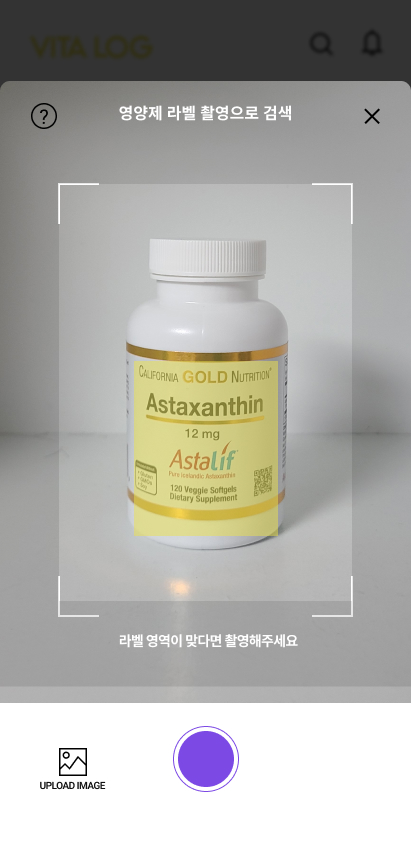 VITA LOG
영양제 라벨 촬영으로 검색
CALIFORNIA GOLD NUTRITION
Astaxanthin
12 mg
Astalif
Pure Icelandic Astaxanthin
120 Veggie Softgels
Dietary Supplement
라벨 영역이 맞다면 촬영해주세요
UPLOAD IMAGE